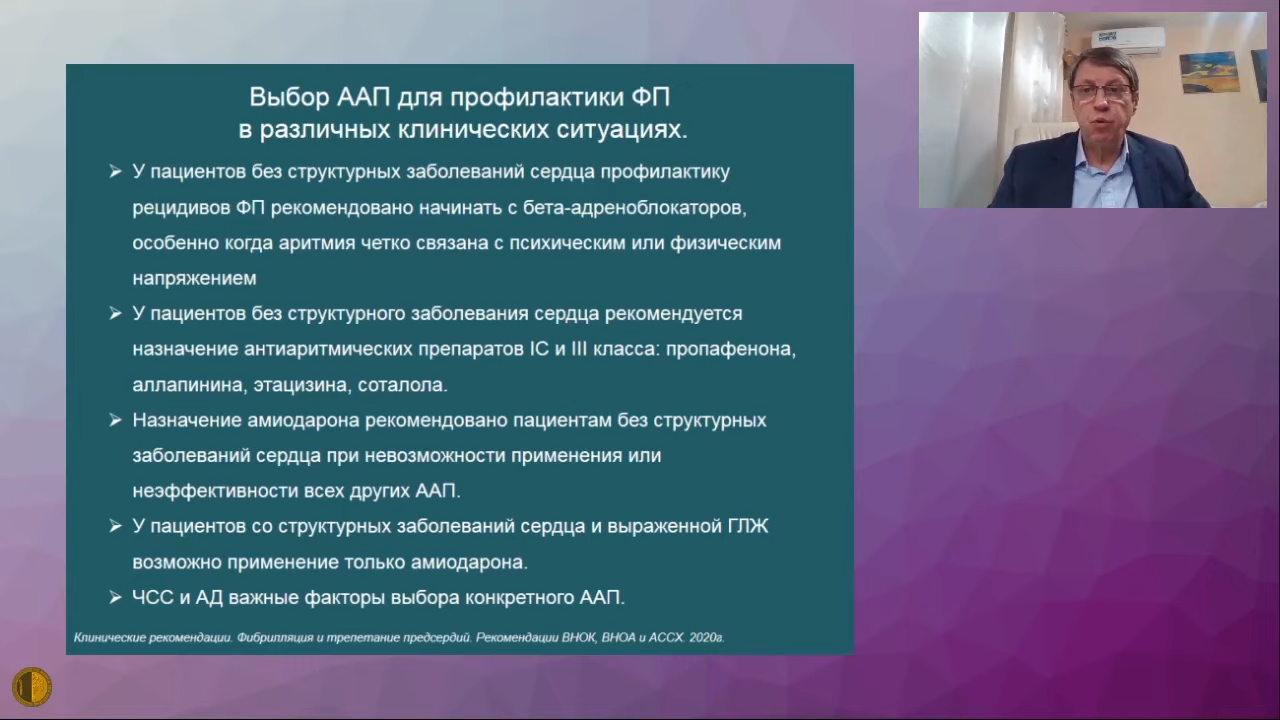 Выбор ААП для профилактики ФП
в различных клинических ситуациях.
У пациентов без структурных заболеваний сердца профилактику
рецидивов ФП рекомендовано начинать с бета-адреноблокаторов,
особенно когда аритмия четко связана с психическим или физическим
напряжением
У пациентов без структурного заболевания сердца рекомендуется
назначение антиаритмических препаратов IC и III класса: пропафенона,
аллапинина, этацизина, соталола.
Назначение амиодарона рекомендовано пациентам без структурных
заболеваний сердца при невозможности применения или
неэффективности всех других ААП.
У пациентов со структурных заболеваний сердца и выраженной ГЛЖ
возможно применение только амиодарона.
ЧСС и АД важные факторы выбора конкретного ААП.
Клинические рекомендации. Фибрилляция и трепетание предсердий. Рекомендации ВНОК, ВНОА и АССХ. 2020г.